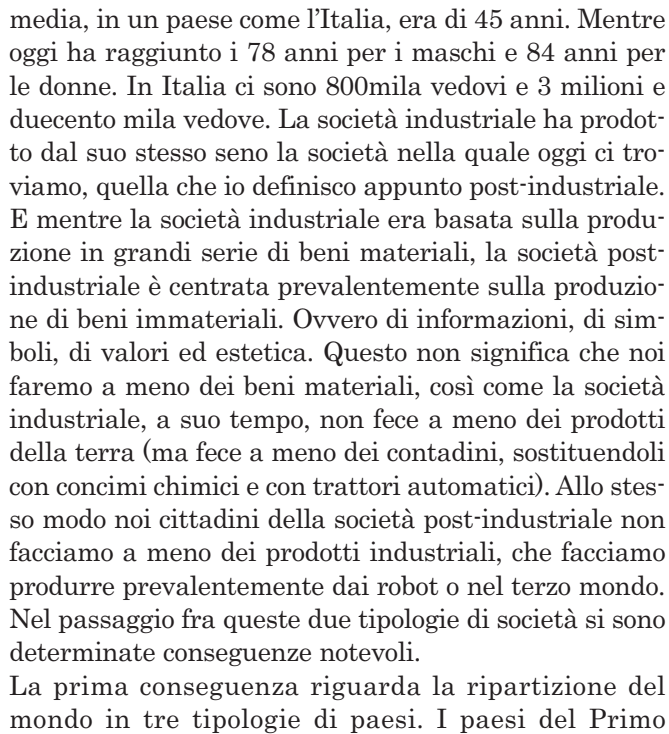 media, in un paese come l'Italia, era di 45 anni. Mentre
oggi ha raggiunto i 78 anni per i maschi e 84 anni per
le donne. In Italia ci sono 800mila vedovi e 3 milioni e
duecento mila vedove. La società industriale ha prodot-
to dal suo stesso seno la società nella quale oggi ci tro-
viamo, quella che io definisco appunto post-industriale.
E mentre la società industriale era basata sulla produ-
zione in grandi serie di beni materiali, la società post-
industriale è centrata prevalentemente sulla produzio-
ne di beni immateriali. Ovvero di informazioni, di sim-
boli, di valori ed estetica. Questo non significa che noi
faremo a meno dei beni materiali, così come la società
industriale, a suo tempo, non fece a meno dei prodotti
della terra (ma fece a meno dei contadini, sostituendoli
con concimi chimici e con trattori automatici). Allo stes-
so modo noi cittadini della società post-industriale non
facciamo a meno dei prodotti industriali, che facciamo
produrre prevalentemente dai robot o nel terzo mondo.
Nel passaggio fra queste due tipologie di società si sono
determinate conseguenze notevoli.
La prima conseguenza riguarda la ripartizione del
mondo in tre tipologie di paesi. I paesi del Primo